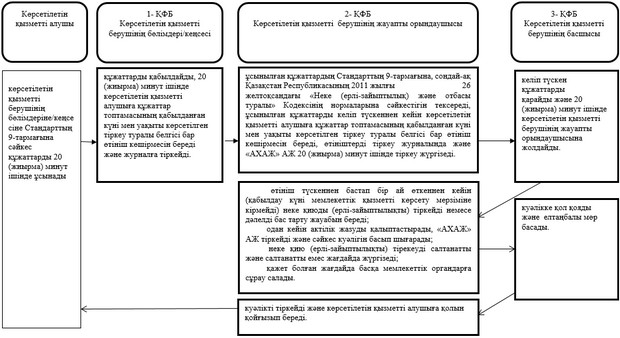 Көрсетілетін
қызметті алушы
1- ҚФБ
Көрсетілетін қызметті
берушінің бөлімдері/кеңсесі
2- ҚФБ
Көрсетілетін қызметті берушінің жауапты орындаушысы
3- ҚФБ
Көрсетілетін қызметті
берушінің басшысы
көрсетілетін
қызметті
берушінің
бөлімдеріне/кеңсе
сіне Стандарттың
9-тармағына
сәйкес
құжаттарды 20
(жиырма) минут
ішінде ұсынады
құжаттарды қабылдайды, 20
(жиырма) минут ішінде
көрсетілетін қызметті
алушыға құжаттар
топтамасының қабылданған
күні мен уақыты көрсетілген
тіркеу туралы белгісі бар
өтініш көшірмесін береді
және журналға тіркейді.
ұсынылған құжаттардың Стандарттың 9-тармағына, сондай-ақ
Қазақстан Республикасының 2011 жылғы 26
желтоқсандағы «Неке (ерлі-зайыптылық) және отбасы
туралы» Кодексінің нормаларына сәйкестігін тексереді,
ұсынылған құжаттарды келіп түскеннен кейін көрсетілетін
қызметті алушыға құжаттар топтамасының қабылданған күні
мен уақыты көрсетілген тіркеу туралы белгісі бар өтініш
көшірмесін береді, өтініштерді тіркеу журналында және
«АХАЖ» АЖ 20 (жиырма) минут ішінде тіркеу жүргізеді.
келіп түскен
құжаттарды
қарайды және 20
(жиырма) минут ішінде
көрсетілетін қызметті
берушінің жауапты
орындаушысына
жолдайды.
өтініш түскеннен бастап бір ай өткеннен кейін
(қабылдау күні мемлекеттік қызметті көрсету мерзіміне
кірмейді) неке қиюды (ерлі-зайыптылықты) тіркейді немесе
дәлелді бас тарту жауабын береді;
одан кейін актілік жазуды қалыптастырады, «АХАЖ»
АЖ тіркейді және сәйкес куәлігін басып шығарады;
неке қию (ерлі-зайыптылықты) тірекеуді салтанатты
және салтанатты емес жағдайда жүргізеді;
қажет болған жағдайда басқа мемлекеттік органдарға
сұрау салады.
куәлікке қол қояды
және елтаңбалы мөр
басады.
куәлікті тіркейді және көрсетілетін қызметті алушыға қолын
қойғызып береді.